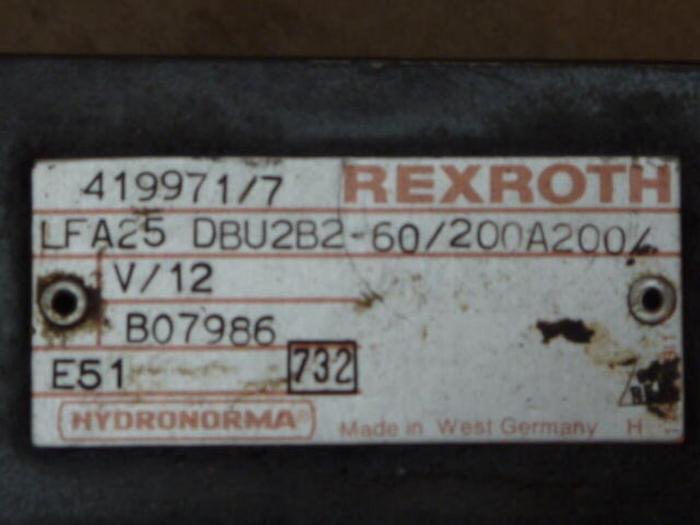 419971/7 REXROTH
LFA25 DBU2B2-60/200A200/
V/12
B07986
E51 732
HYDRONORMA® Made in West Germany H